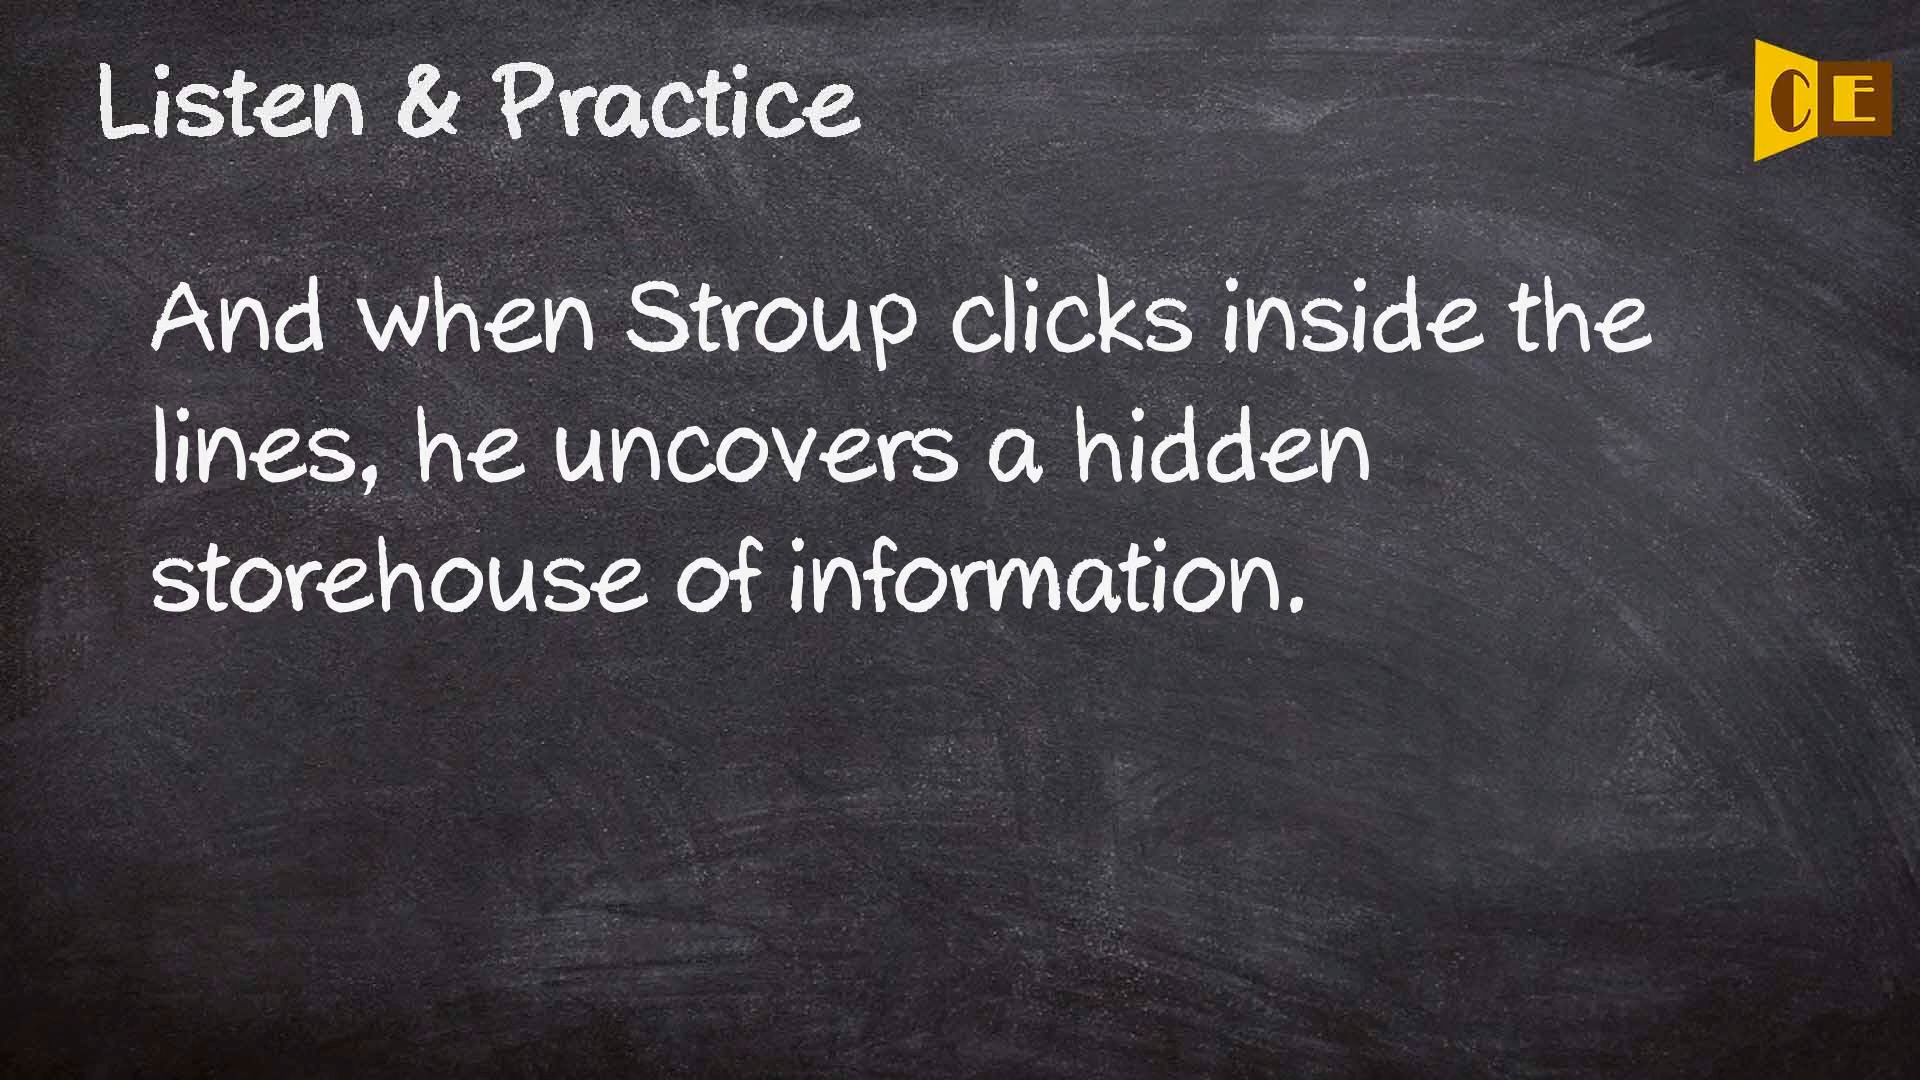 Listen & Practice
CE
And when Stroup clicks inside the
lines, he uncovers a hidden
storehouse of information.